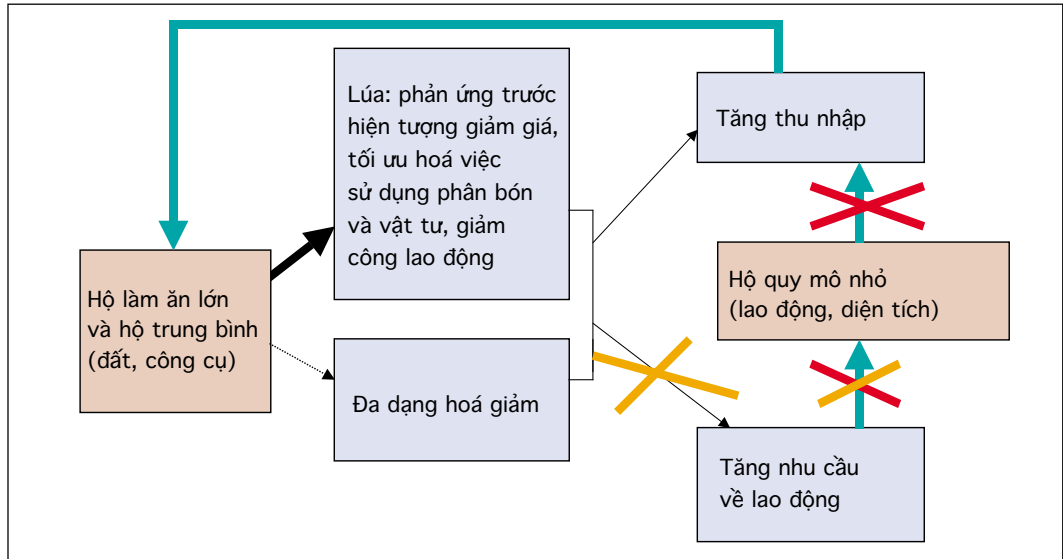 Lúa: phản ứng trước
hiện tượng giảm giá,
tối ưu hoá việc
sử dụng phân bón
và vật tư, giảm
công lao động
Tăng thu nhập
Hộ làm ăn lớn
và hộ trung bình
(đất, công cụ)
Hộ quy mô nhỏ
(lao động, diện tích)
Đa dạng hoá giảm
Tăng nhu cầu
về lao động